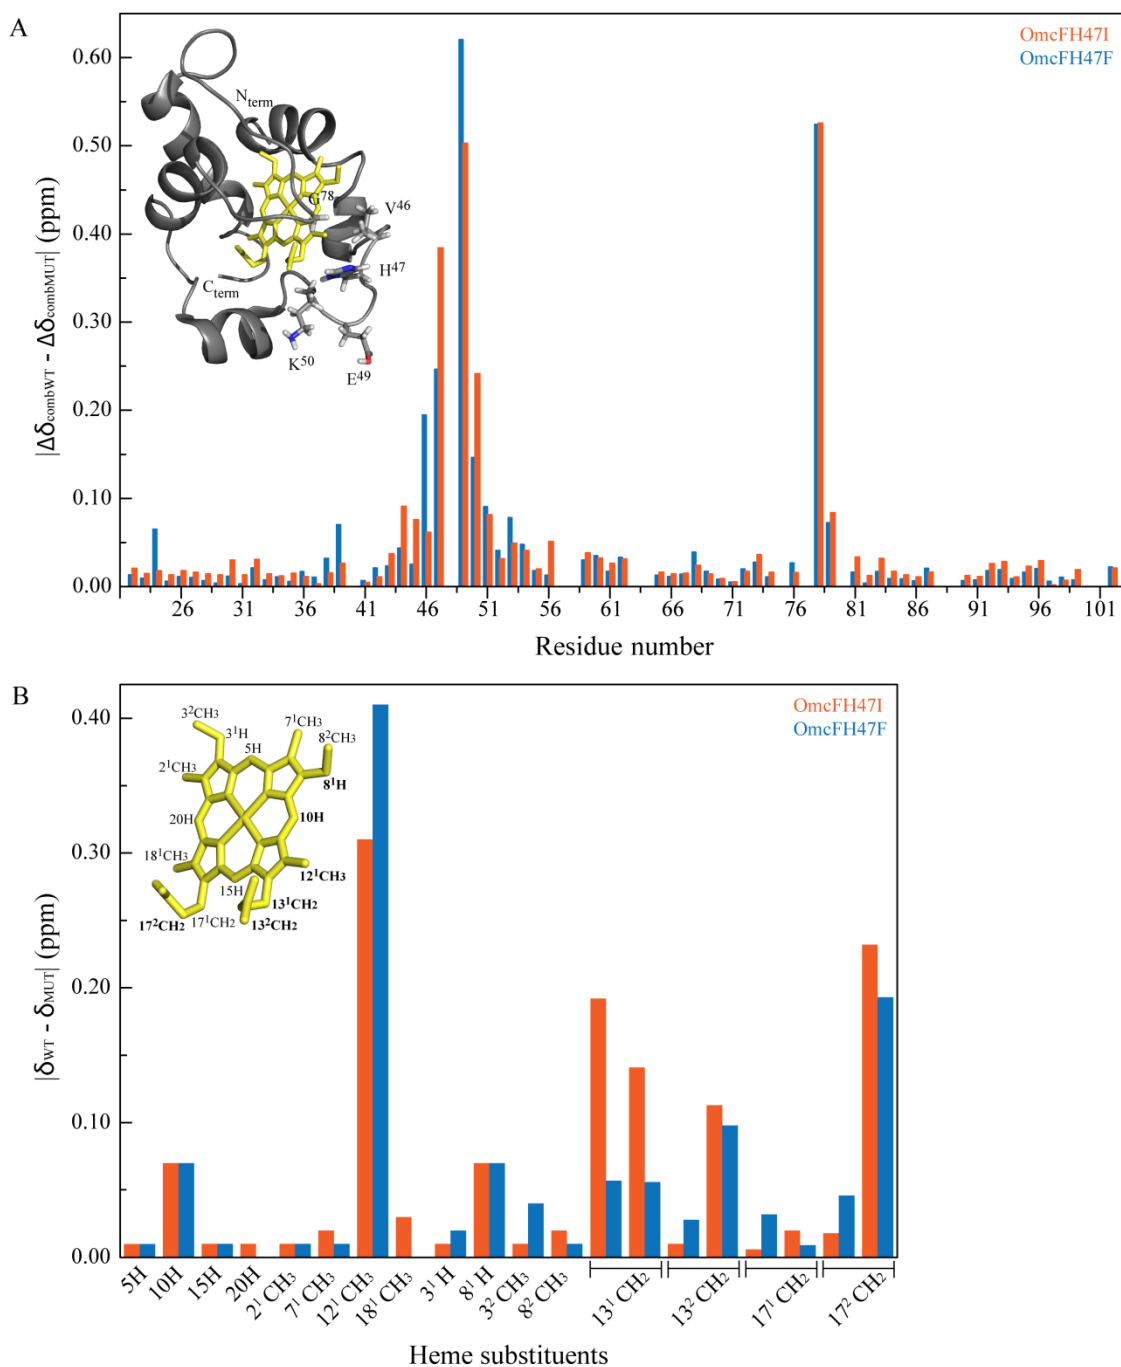 A
OmcFH47I
OmcFH47F
0.60
0.50
0.40
0.30
0.20
0.10
0.00
|ΔδcombWT - ΔδcombMUT| (ppm)
Nterm
G78
V46
H47
Cterm
K50
E49
26 31 36 41 46 51 56 61 66 71 76 81 86 91 96 101
Residue number
B
OmcFH47I
OmcFH47F
0.40
0.30
0.20
0.10
0.00
|δWT - δMUT| (ppm)
3²CH₃
3¹H
7¹CH₃
8²CH₃
5H
2¹CH₃
8¹H
20H
10H
18¹CH₃
12¹CH₃
15H
13¹CH₂
17²CH₂
17¹CH₂
13²CH₂
5H 10H 15H 20H 2¹ CH₃ 7¹ CH₃ 12¹ CH₃ 18¹ CH₃ 3¹ H 8¹ H 3² CH₃ 8² CH₃ 13¹ CH₂ 13² CH₂ 17¹ CH₂ 17² CH₂
Heme substituents